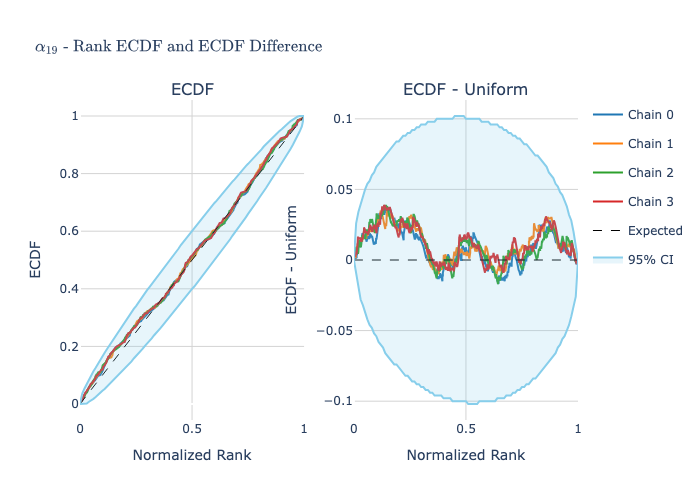 α₁₉ - Rank ECDF and ECDF Difference
ECDF
ECDF - Uniform
ECDF
1
0.8
0.6
0.4
0.2
0
0
0.5
1
Normalized Rank
ECDF - Uniform
0.1
0.05
0
−0.05
−0.1
0
0.5
1
Normalized Rank
Chain 0
Chain 1
Chain 2
Chain 3
Expected
95% CI